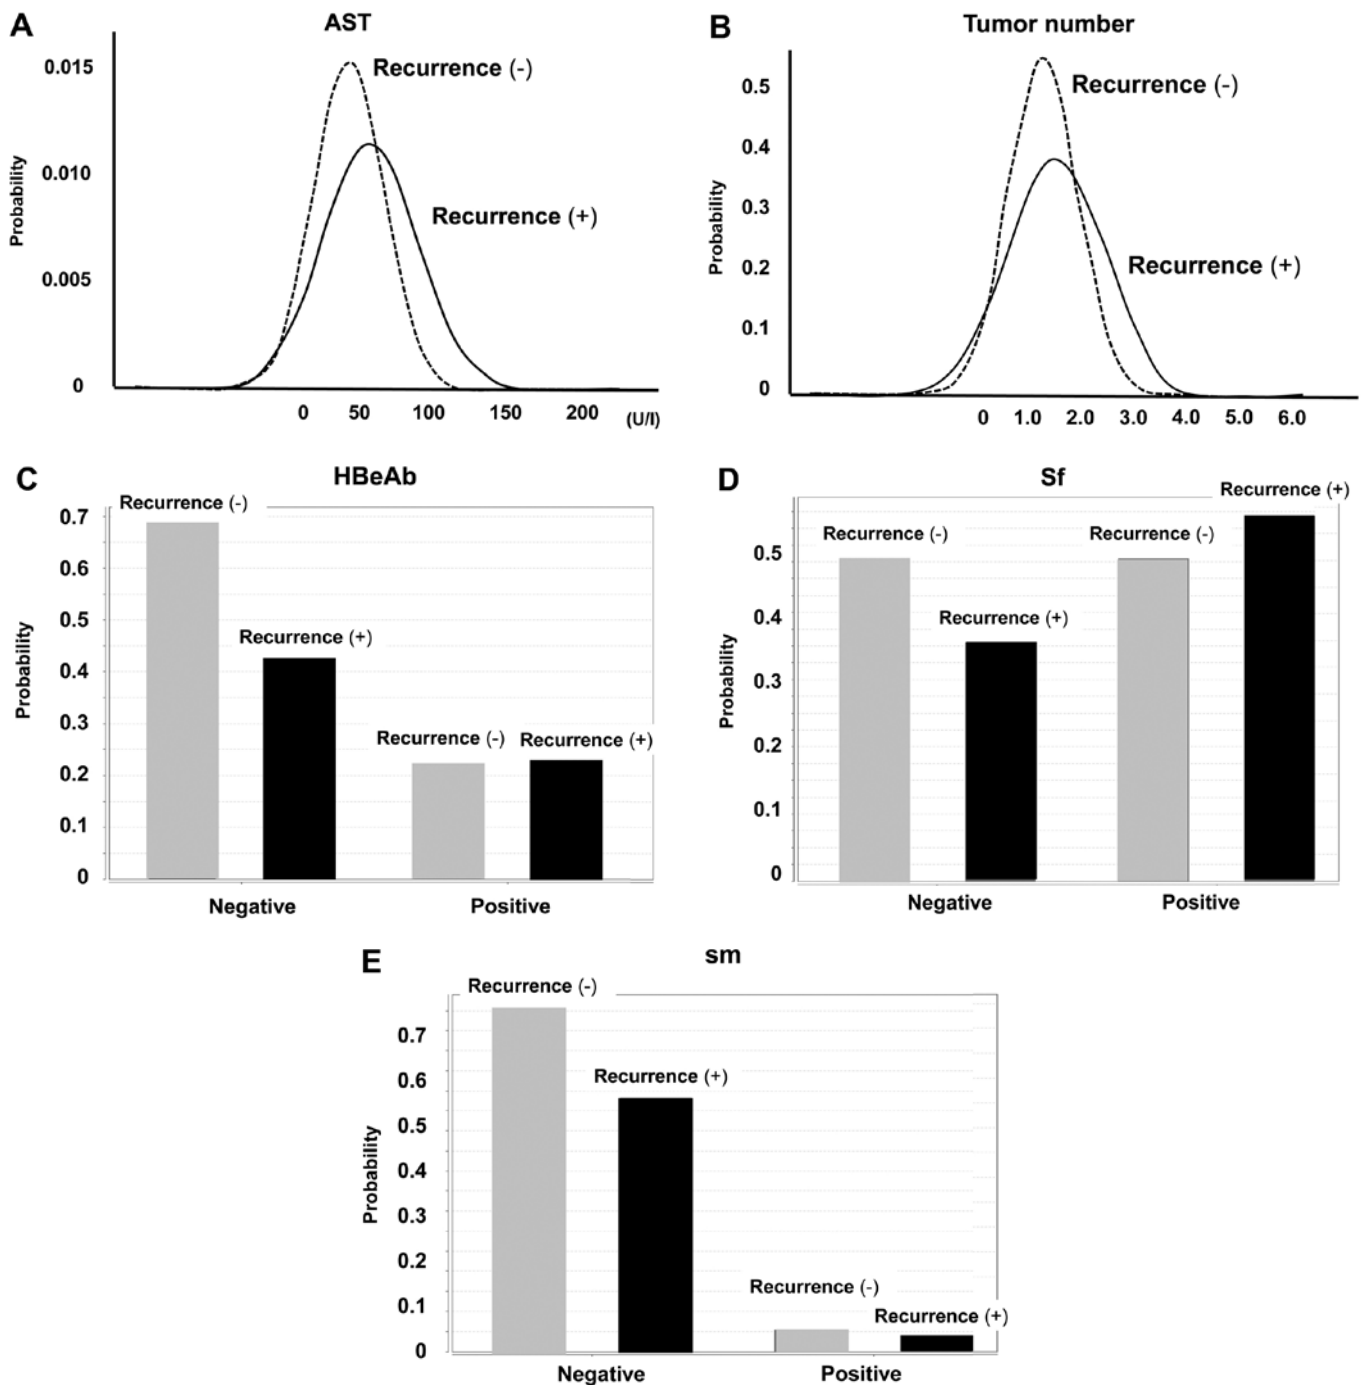 A
AST
Probability
0.015
0.010
0.005
0
Recurrence (-)
Recurrence (+)
0 50 100 150 200 (U/l)
B
Tumor number
Probability
0.5
0.4
0.3
0.2
0.1
0
Recurrence (-)
Recurrence (+)
0 1.0 2.0 3.0 4.0 5.0 6.0
C
HBeAb
Probability
0.7
0.6
0.5
0.4
0.3
0.2
0.1
0
Recurrence (-)
Recurrence (+)
Recurrence (-)
Recurrence (+)
Negative Positive
D
Sf
Probability
0.5
0.4
0.3
0.2
0.1
0
Recurrence (-)
Recurrence (+)
Recurrence (-)
Recurrence (+)
Negative Positive
E
sm
Probability
0.7
0.6
0.5
0.4
0.3
0.2
0.1
0
Recurrence (-)
Recurrence (+)
Recurrence (-)
Recurrence (+)
Negative Positive